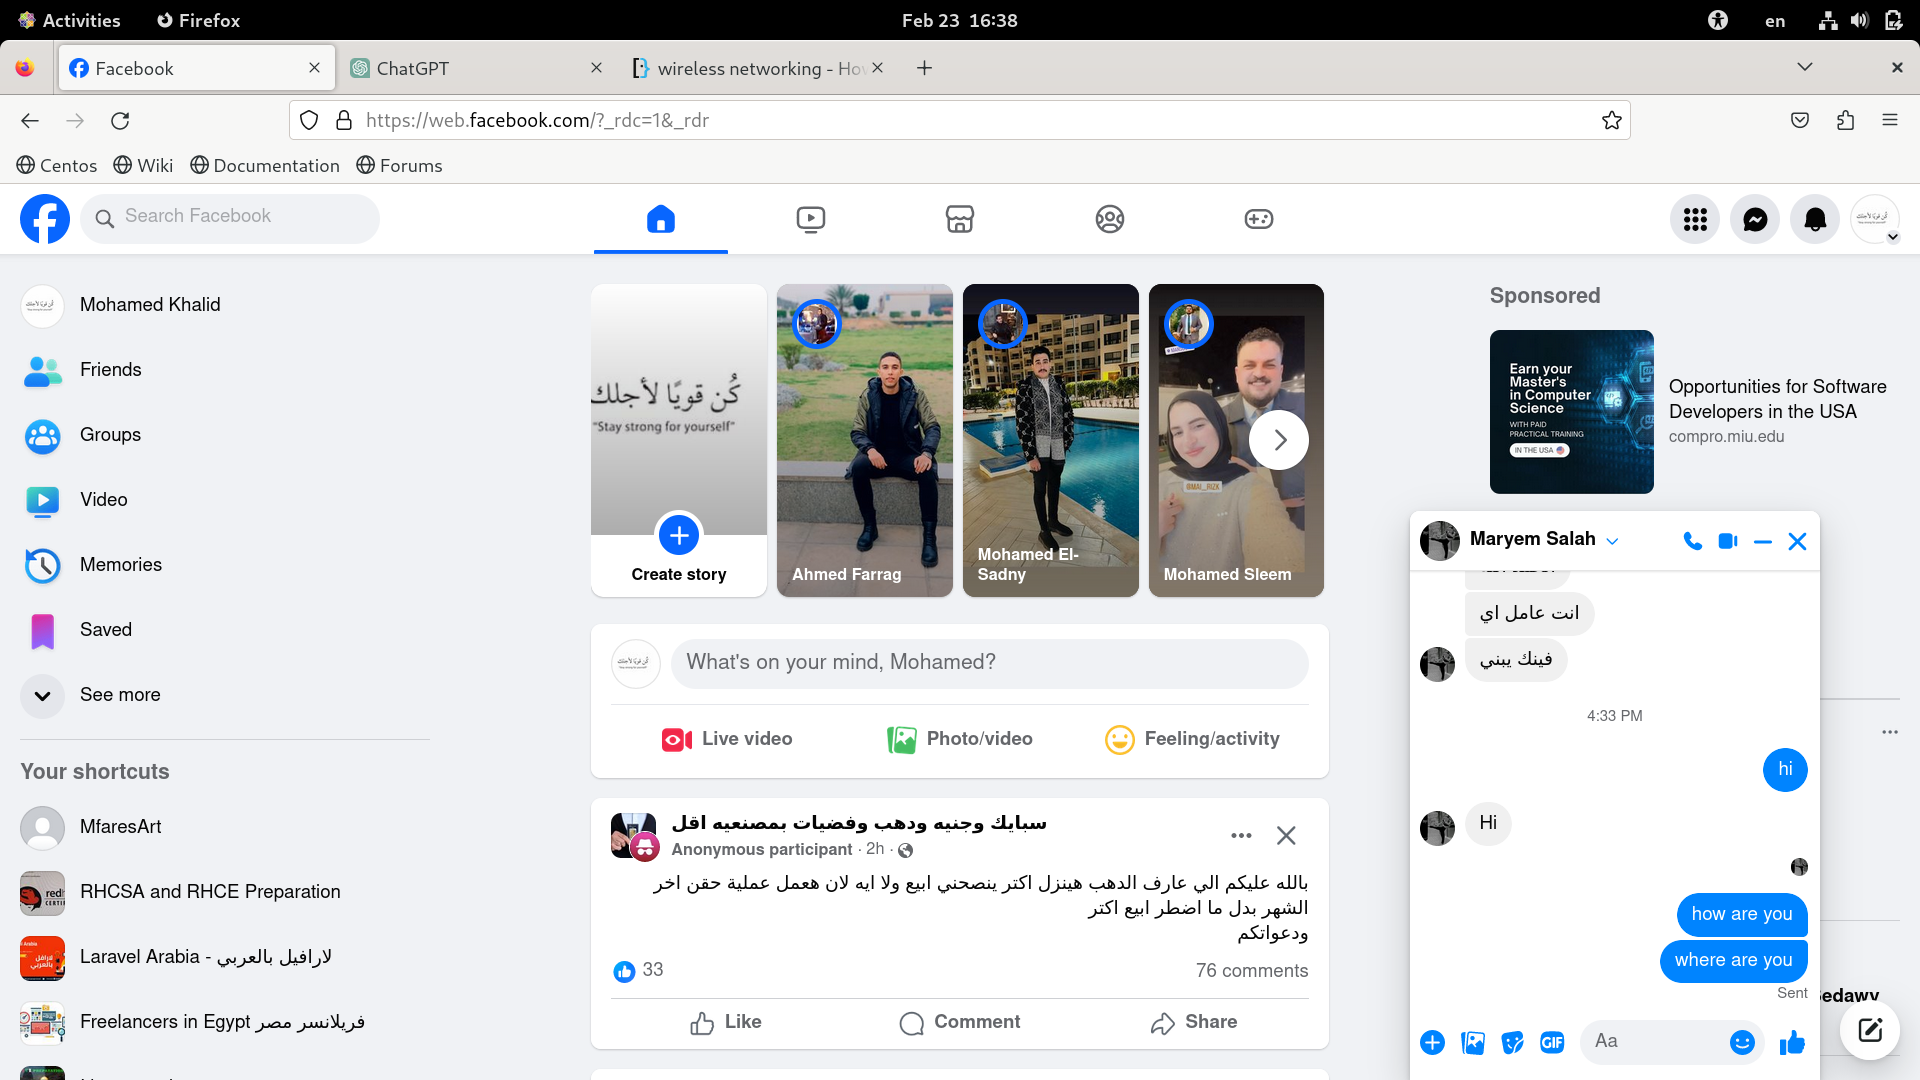 Activities
Firefox
Feb 23 16:38
en
Facebook
ChatGPT
wireless networking - How
https://web.facebook.com/?_rdc=1&_rdr
Centos
Wiki
Documentation
Forums
Search Facebook
Mohamed Khalid
Friends
Groups
Video
Memories
Saved
See more
Your shortcuts
MfaresArt
RHCSA and RHCE Preparation
Laravel Arabia - لارافيل بالعربي
Freelancers in Egypt فريلانسر مصر
كُن قويًا لأجلك
"Stay strong for yourself"
Create story
Ahmed Farrag
Mohamed El-
Sadny
@MAI_RIZK
Mohamed Sleem
What's on your mind, Mohamed?
Live video
Photo/video
Feeling/activity
سبايك وجنيه ودهب وفضيات بمصنعيه اقل
Anonymous participant · 2h ·
بالله عليكم الي عارف الدهب هينزل اكتر ينصحني ابيع ولا ايه لان هعمل عملية حقن اخر
الشهر بدل ما اضطر ابيع اكتر
ودعواتكم
33
76 comments
Like
Comment
Share
Sponsored
Earn your
Master's
in Computer
Science
WITH PAID
PRACTICAL TRAINING
IN THE USA
Opportunities for Software
Developers in the USA
compro.miu.edu
Maryem Salah
انت عامل اي
فينك يبني
4:33 PM
hi
Hi
how are you
where are you
Sent
Aa
GIF